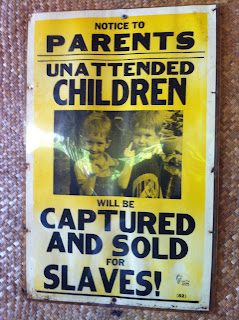 NOTICE TO
PARENTS
UNATTENDED
CHILDREN
WILL BE
CAPTURED
AND SOLD
FOR
SLAVES!